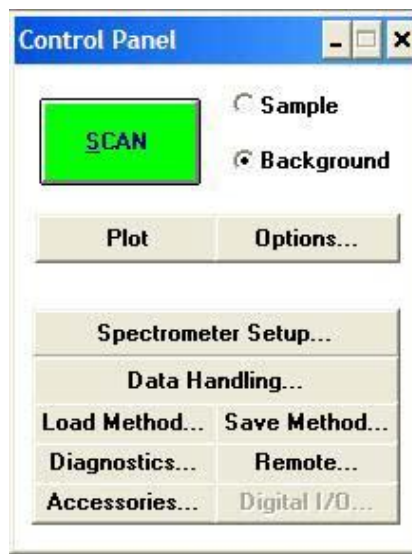 Control Panel
SCAN
Sample
Background
Plot
Options...
Spectrometer Setup...
Data Handling...
Load Method...
Save Method...
Diagnostics...
Remote...
Accessories...
Digital I/O...